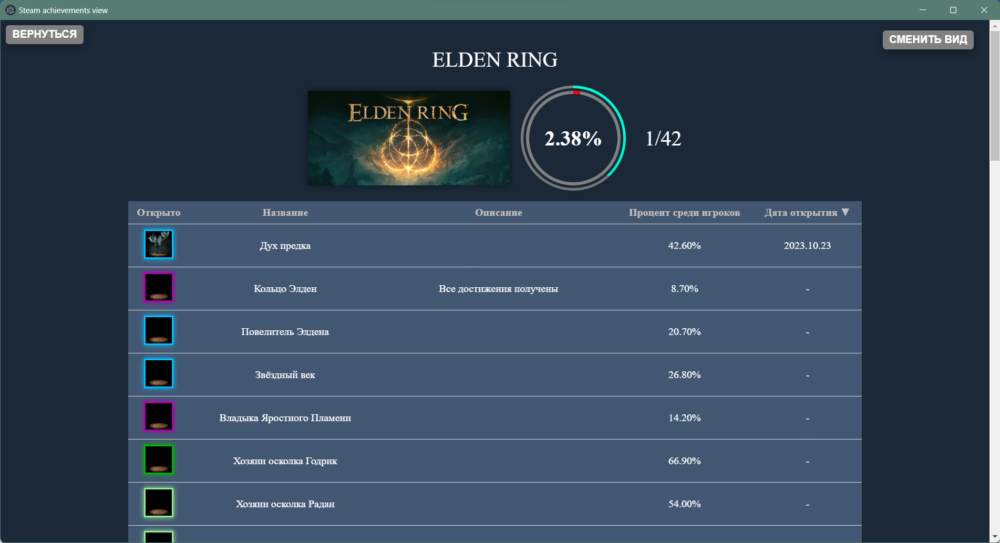 Steam achievements view
ВЕРНУТЬСЯ
СМЕНИТЬ ВИД
ELDEN RING
ELDEN RING
2.38%
1/42
Открыто Название Описание Процент среди игроков Дата открытия ▼
Дух предка 42.60% 2023.10.23
Кольцо Элден Все достижения получены 8.70% -
Повелитель Элдена 20.70% -
Звёздный век 26.80% -
Владыка Яростного Пламени 14.20% -
Хозяин осколка Годрик 66.90% -
Хозяин осколка Радан 54.00% -